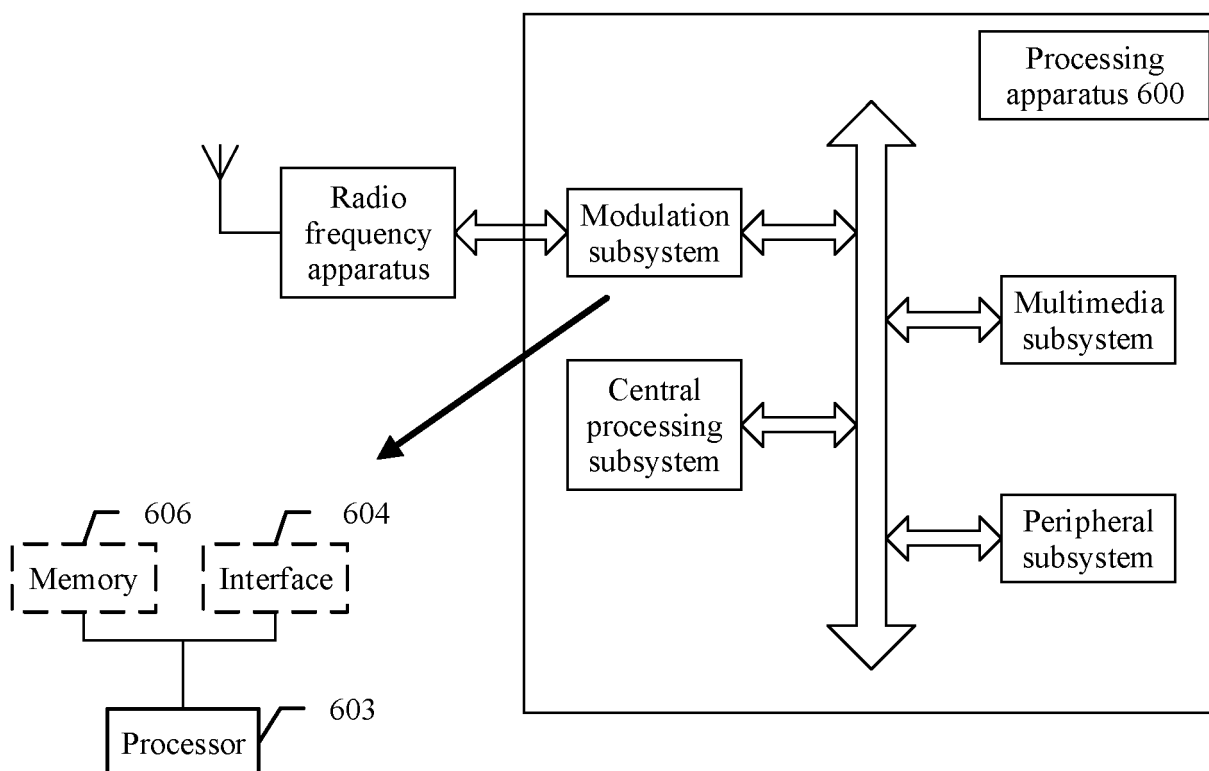 Processing
apparatus 600
Radio
frequency
apparatus
Modulation
subsystem
Multimedia
subsystem
Central
processing
subsystem
Peripheral
subsystem
606
604
Memory
Interface
603
Processor